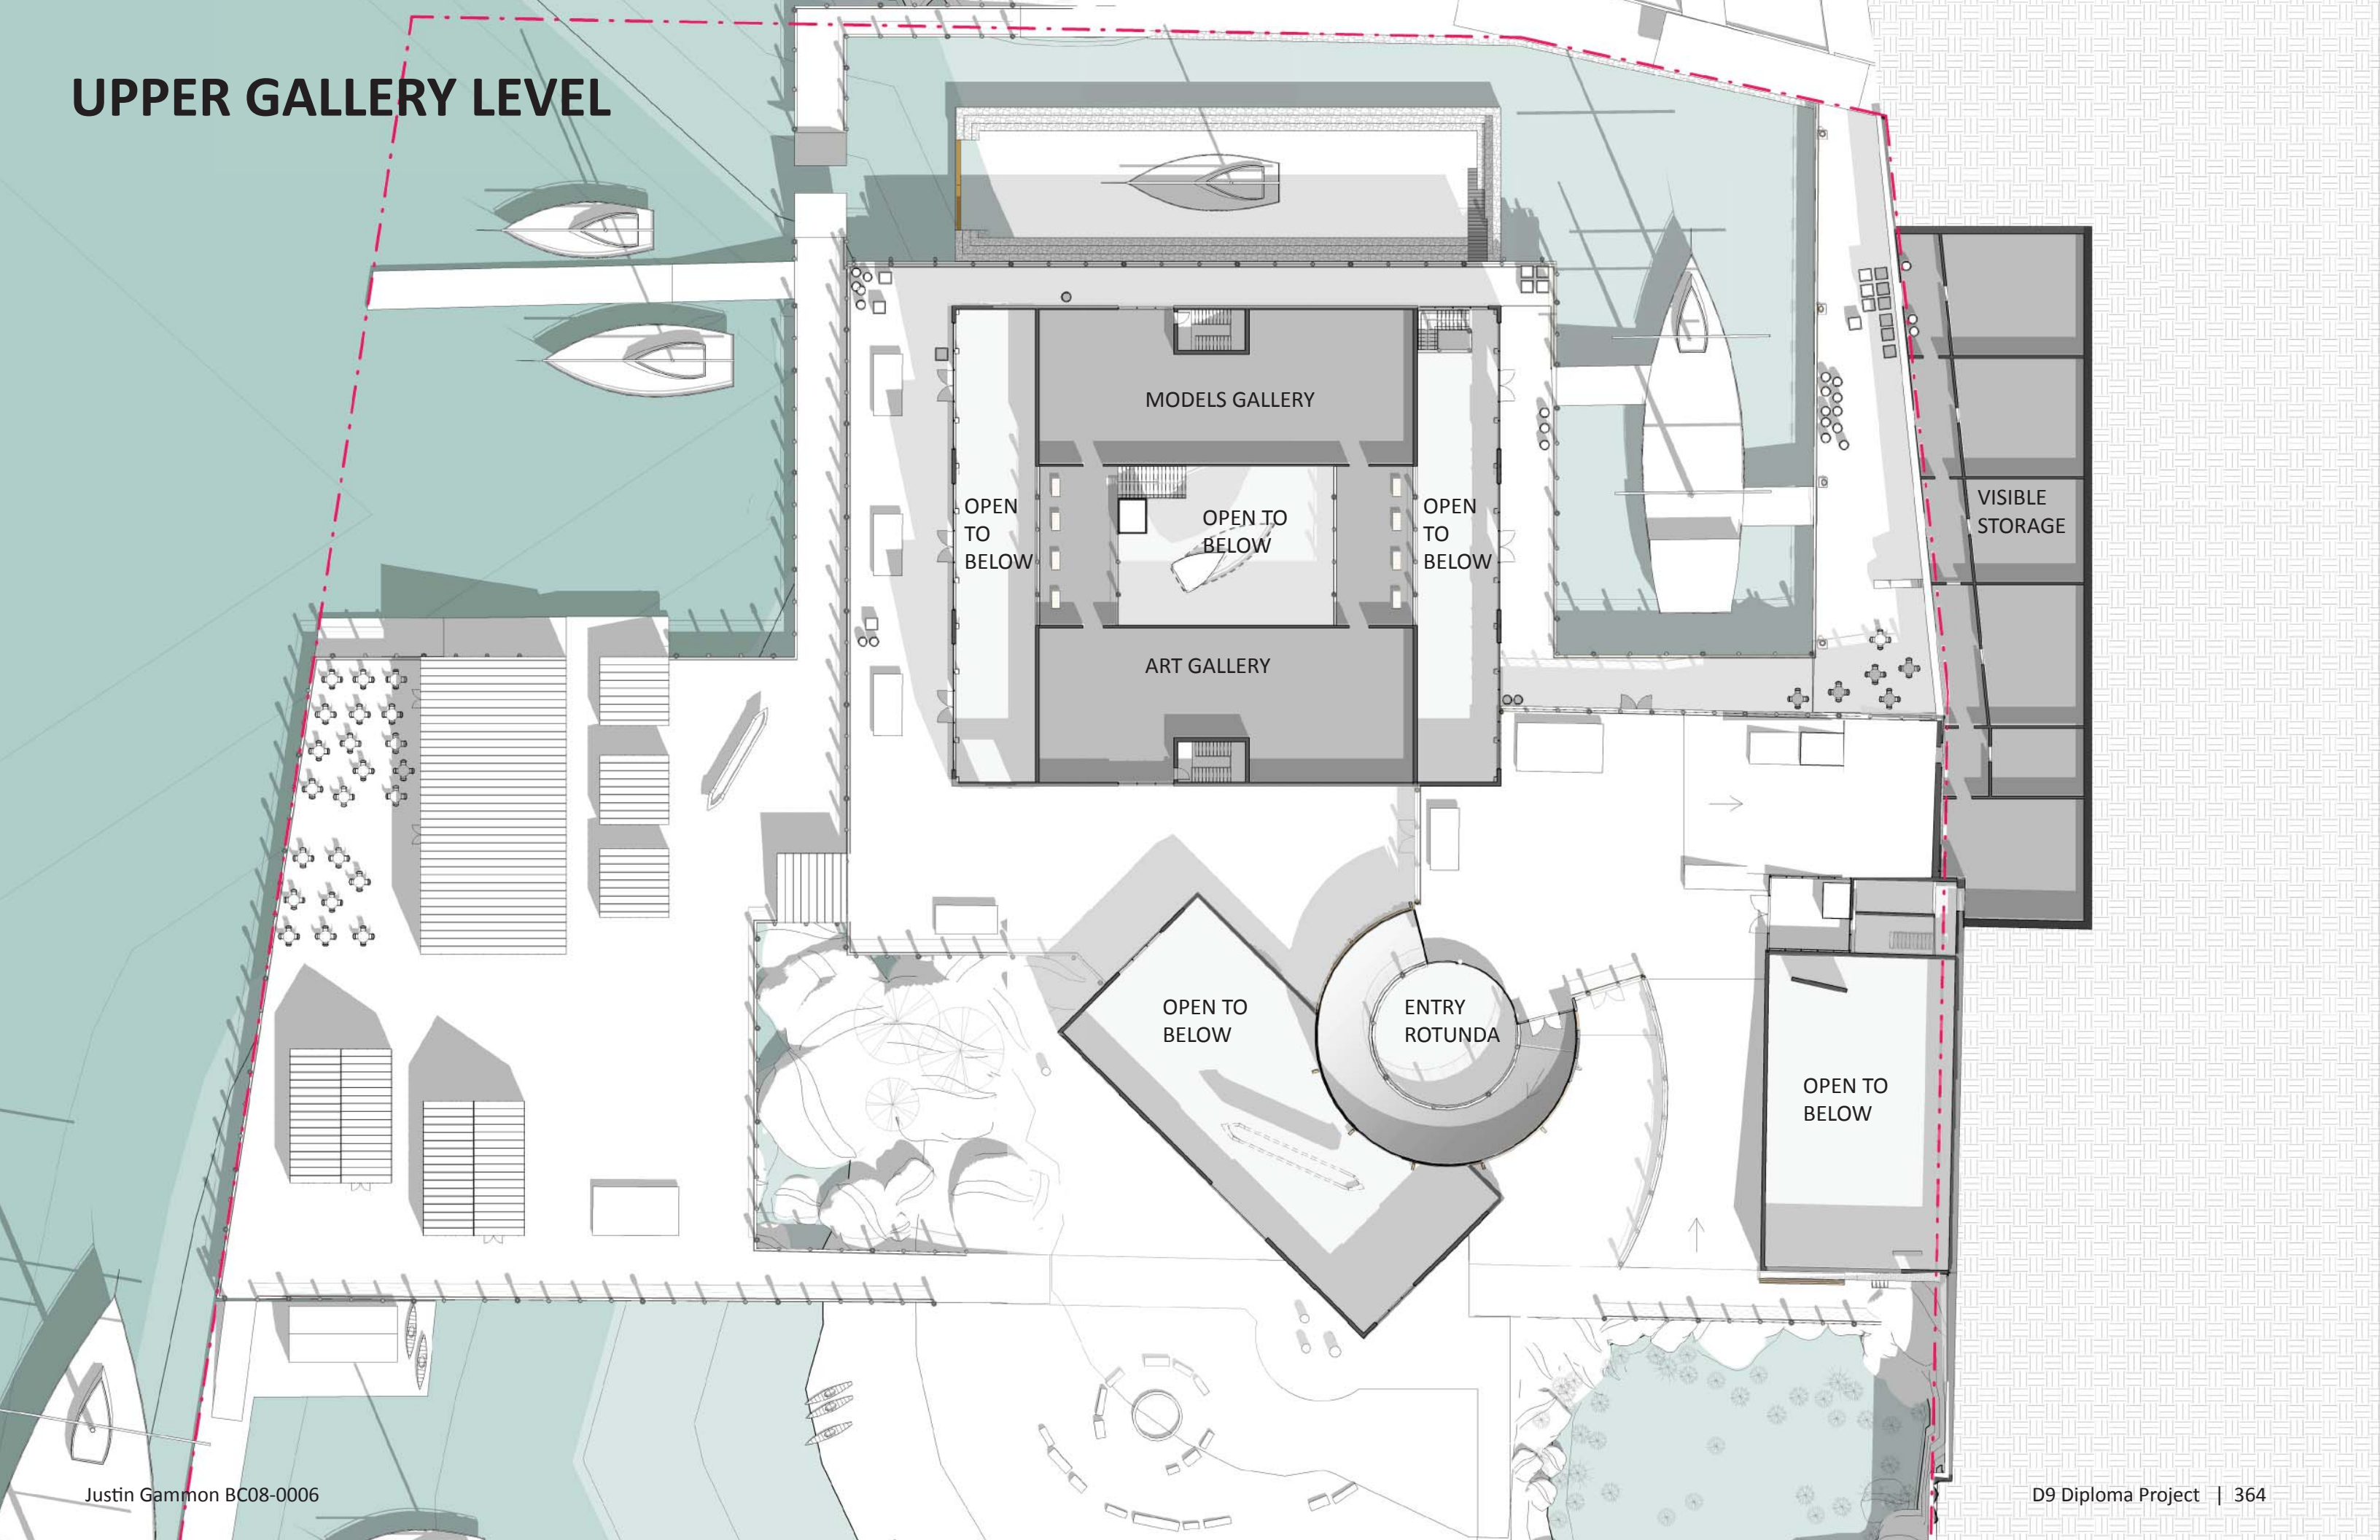 UPPER GALLERY LEVEL
MODELS GALLERY
OPEN
TO
BELOW
OPEN TO
BELOW
OPEN
TO
BELOW
VISIBLE
STORAGE
ART GALLERY
OPEN TO
BELOW
ENTRY
ROTUNDA
OPEN TO
BELOW
Justin Gammon BC08-0006
D9 Diploma Project | 364